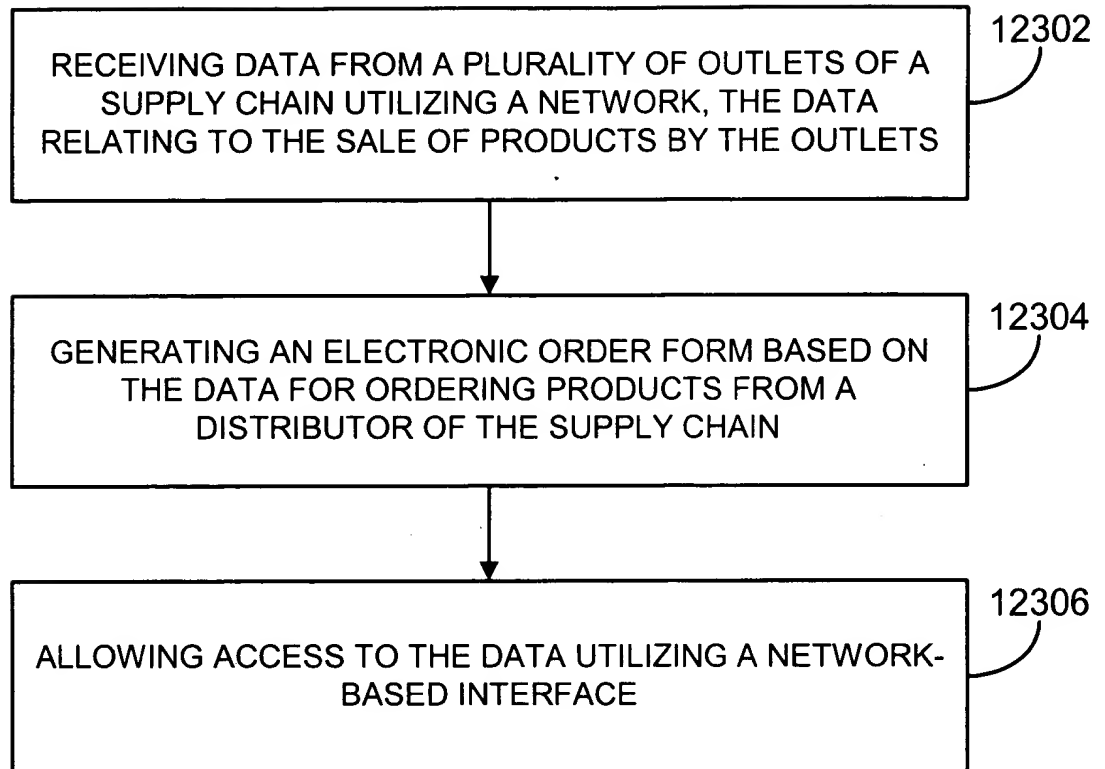 12302
RECEIVING DATA FROM A PLURALITY OF OUTLETS OF A
SUPPLY CHAIN UTILIZING A NETWORK, THE DATA
RELATING TO THE SALE OF PRODUCTS BY THE OUTLETS
12304
GENERATING AN ELECTRONIC ORDER FORM BASED ON
THE DATA FOR ORDERING PRODUCTS FROM A
DISTRIBUTOR OF THE SUPPLY CHAIN
12306
ALLOWING ACCESS TO THE DATA UTILIZING A NETWORK-
BASED INTERFACE